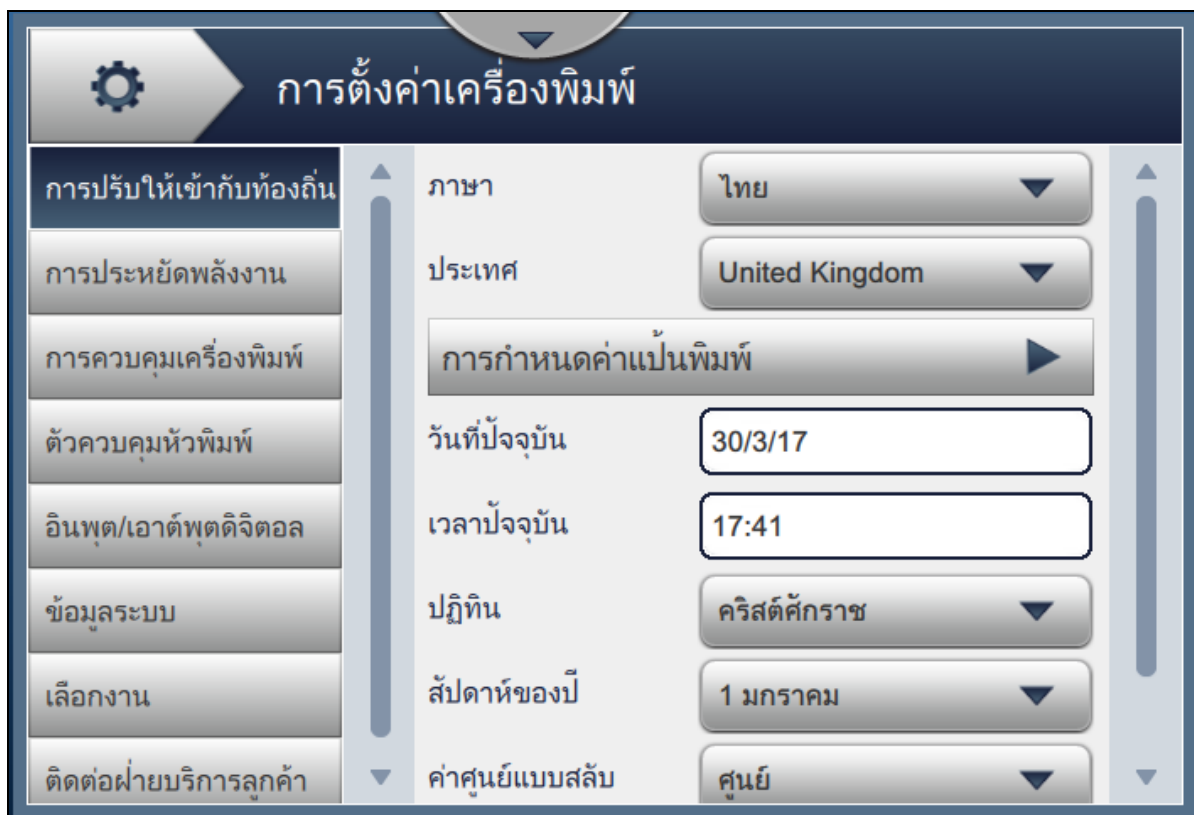 การตั้งค่าเครื่องพิมพ์
การปรับให้เข้ากับท้องถิ่น
การประหยัดพลังงาน
การควบคุมเครื่องพิมพ์
ตัวควบคุมหัวพิมพ์
อินพุต/เอาต์พุตดิจิตอล
ข้อมูลระบบ
เลือกงาน
ติดต่อฝ่ายบริการลูกค้า
ภาษา ไทย
ประเทศ United Kingdom
การกำหนดค่าแป้นพิมพ์
วันที่ปัจจุบัน 30/3/17
เวลาปัจจุบัน 17:41
ปฏิทิน คริสต์ศักราช
สัปดาห์ของปี 1 มกราคม
ค่าศูนย์แบบสลับ ศูนย์